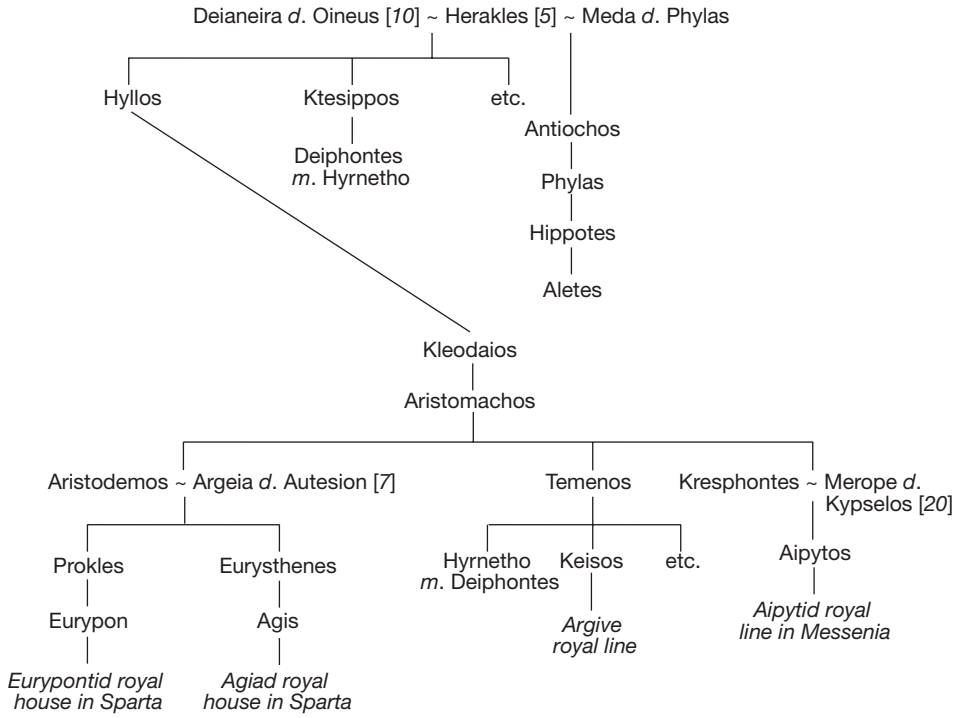 Deianeira d. Oineus [10] ~ Herakles [5] ~ Meda d. Phylas
Hyllos
Ktesippos
etc.
Antiochos
Deiphontes
m. Hyrnetho
Phylas
Hippotes
Aletes
Kleodaios
Aristomachos
Aristodemos ~ Argeia d. Autesion [7]
Temenos
Kresphontes ~ Merope d.
Kypselos [20]
Prokles
Eurysthenes
Hyrnetho
m. Deiphontes
Keisos
etc.
Aipytos
Eurypon
Agis
Argive
royal line
Aipytid royal
line in Messenia
Eurypontid royal
house in Sparta
Agiad royal
house in Sparta